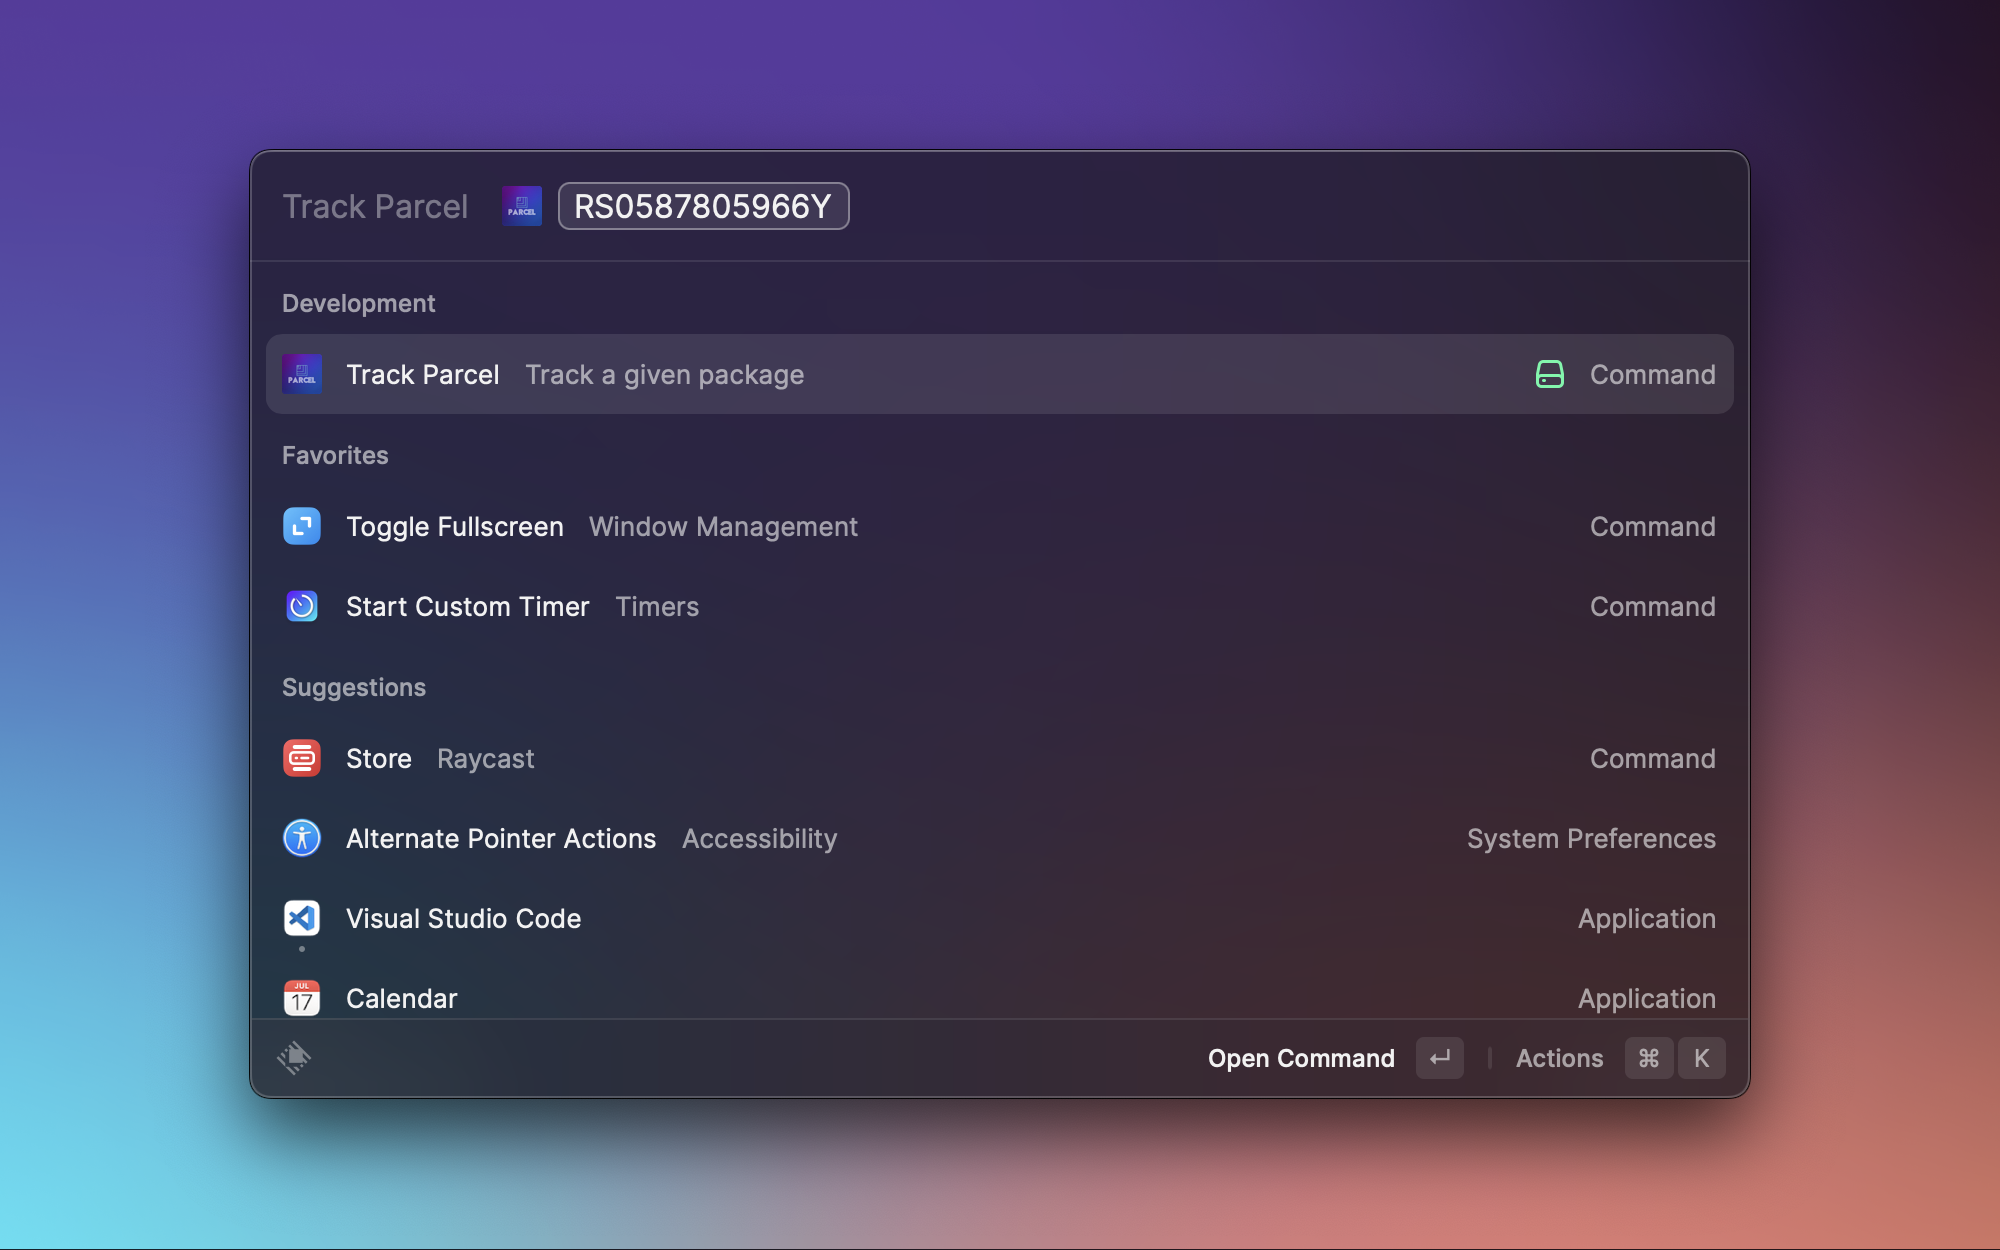 Track Parcel PARCEL RS0587805966Y
Development
PARCEL Track Parcel Track a given package Command
Favorites
Toggle Fullscreen Window Management Command
Start Custom Timer Timers Command
Suggestions
Store Raycast Command
Alternate Pointer Actions Accessibility System Preferences
Visual Studio Code Application
JUL
17 Calendar Application
Open Command ↵ Actions ⌘ K